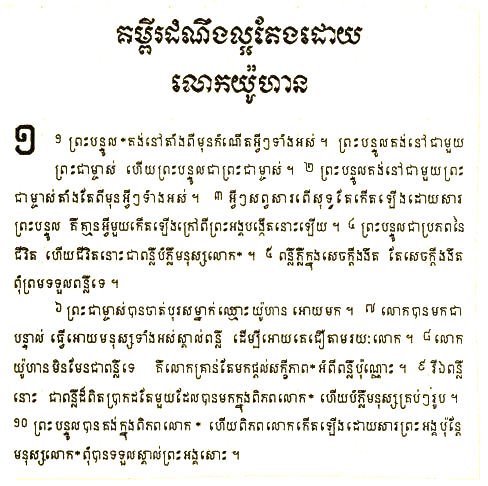 គម្ពីរដំណឹងល្អតែងដោយ
លោកយ៉ូហាន
១ ១ ព្រះបន្ទូល*គង់នៅតាំងពីមុនកំណើតអ្វីៗទាំងអស់ ។ ព្រះបន្ទូលគង់នៅជាមួយ
ព្រះជាម្ចាស់ ហើយព្រះបន្ទូលជាព្រះជាម្ចាស់ ។ ២ ព្រះបន្ទូលគង់នៅជាមួយព្រះ
ជាម្ចាស់តាំងតែពីមុនអ្វីៗទាំងអស់ ។ ៣ អ្វីៗសព្វសារពើសុទ្ធតែកើតឡើងដោយសារ
ព្រះបន្ទូល គឺគ្មានអ្វីមួយកើតឡើងក្រៅពីព្រះអង្គបង្កើតនោះឡើយ ។ ៤ ព្រះបន្ទូលជាប្រភពនៃ
ជីវិត ហើយជីវិតនោះជាពន្លឺបំភ្លឺមនុស្សលោក* ។ ៥ ពន្លឺភ្លឺក្នុងសេចក្ដីងងឹត តែសេចក្ដីងងឹត
ពុំព្រមទទួលពន្លឺទេ ។
៦ ព្រះជាម្ចាស់បានចាត់បុរសម្នាក់ឈ្មោះយ៉ូហាន អោយមក ។ ៧ លោកបានមកជា
បន្ទាល់ ធ្វើអោយមនុស្សទាំងអស់ស្គាល់ពន្លឺ ដើម្បីអោយគេជឿតាមរយៈលោក ។ ៨ លោក
យ៉ូហានមិនមែនជាពន្លឺទេ គឺលោកគ្រាន់តែមកផ្ដល់សក្ខីភាព*អំពីពន្លឺប៉ុណ្ណោះ ។ ៩ រីឯពន្លឺ
នោះ ជាពន្លឺដ៏ពិតប្រាកដតែមួយដែលបានមកក្នុងពិភពលោក* ហើយបំភ្លឺមនុស្សគ្រប់ៗរូប ។
១០ ព្រះបន្ទូលបានគង់ក្នុងពិភពលោក* ហើយពិភពលោកកើតឡើងដោយសារព្រះអង្គប៉ុន្តែ
មនុស្សលោក*ពុំបានទទួលស្គាល់ព្រះអង្គសោះ ។